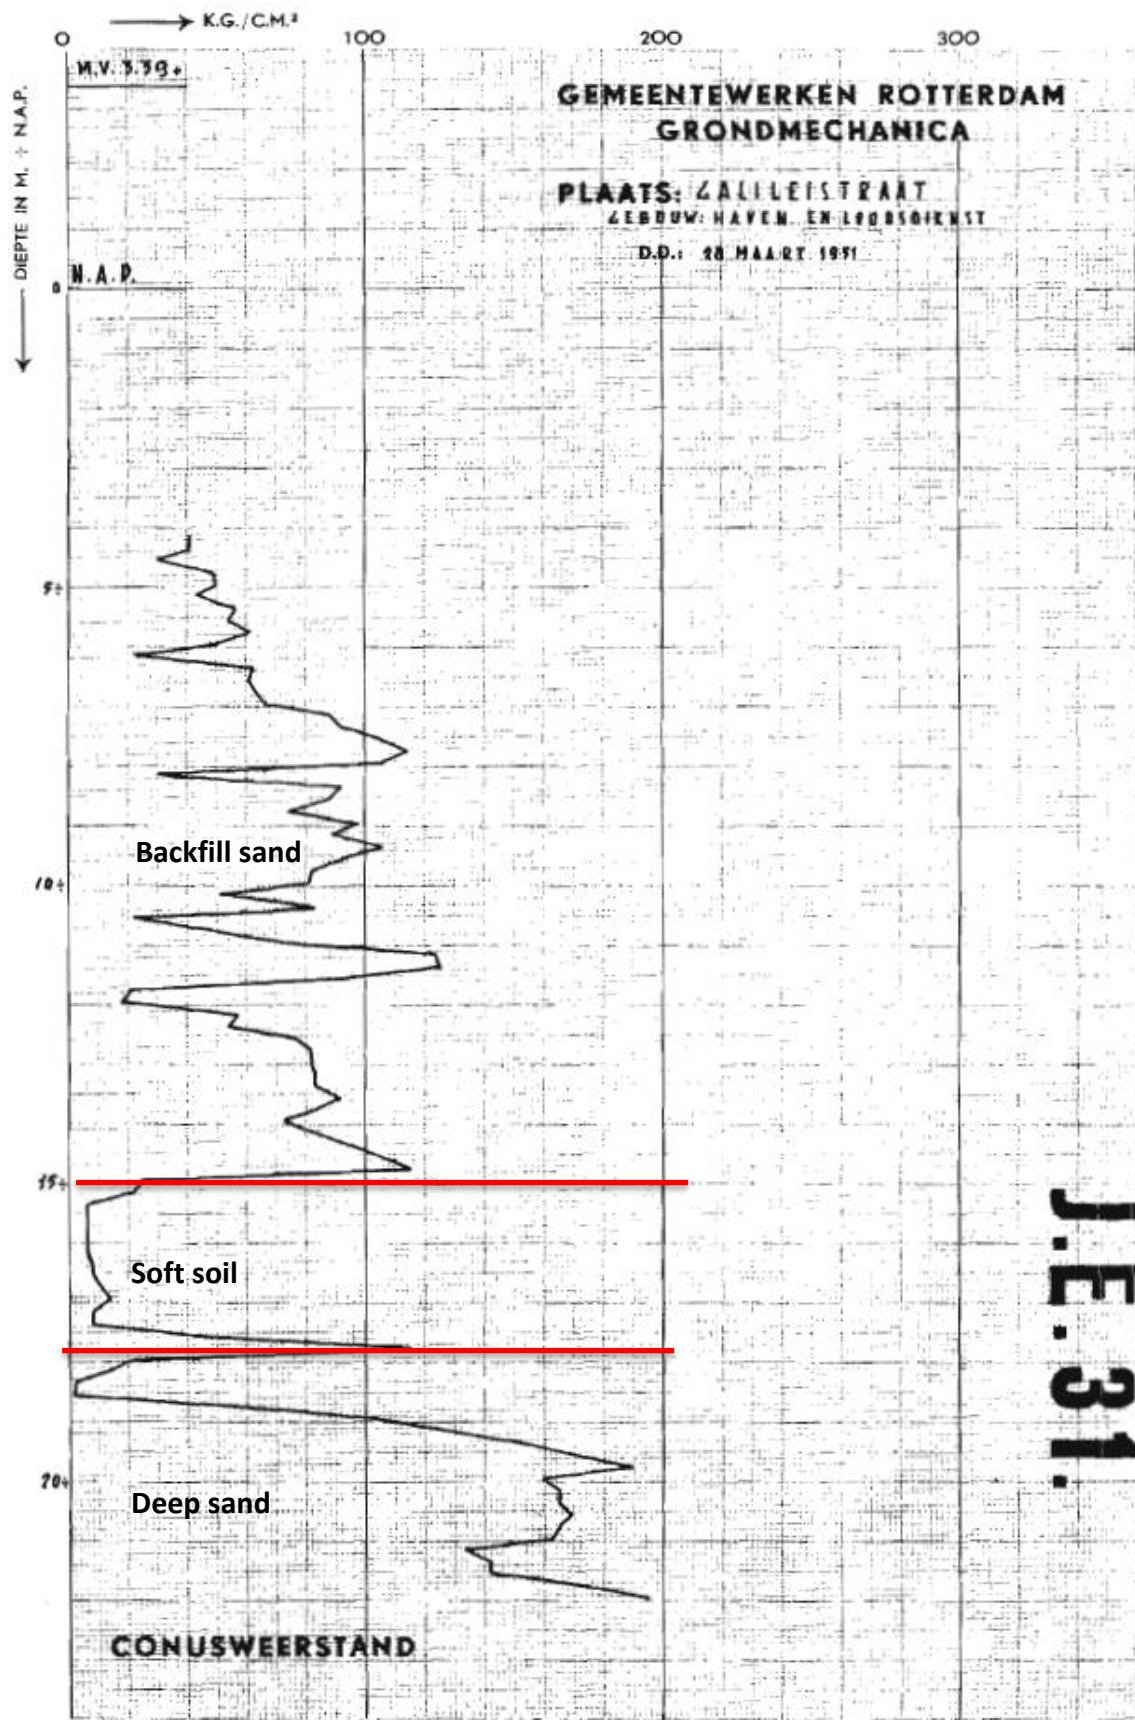 K.G./C.M.²
0 100 200 300
M.V. 3.39+
GEMEENTEWERKEN ROTTERDAM
GRONDMECHANICA
PLAATS: GALILEISTRAAT
GEBOUW: HAVEN EN LOODSDIENST
D.D.: 28 MAART 1951
DIEPTE IN M. ÷ N.A.P.
N.A.P.
0
5÷
Backfill sand
10÷
15÷
Soft soil
J.E.31.
20÷
Deep sand
CONUSWEERSTAND